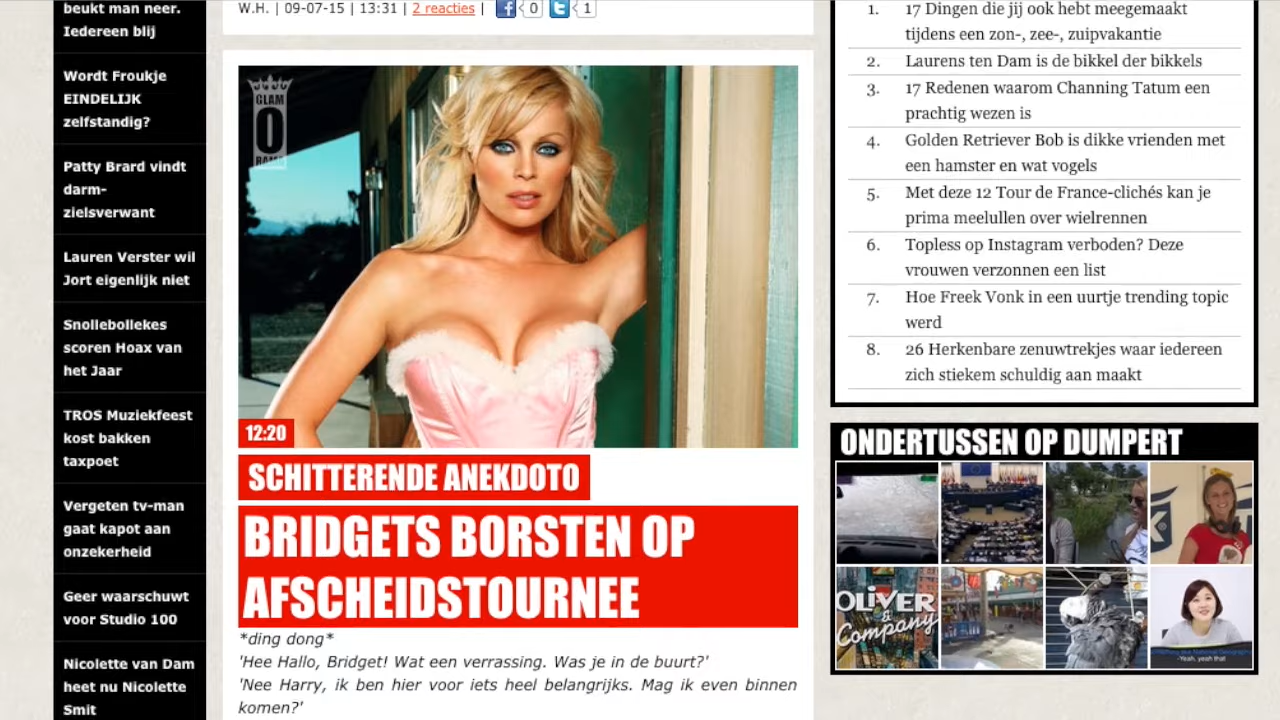 beukt man neer.
Iedereen blij
Wordt Froukje
EINDELIJK
zelfstandig?
Patty Brard vindt
darm-
zielsverwant
Lauren Verster wil
Jort eigenlijk niet
Snollebollekes
scoren Hoax van
het Jaar
TROS Muziekfeest
kost bakken
taxpoet
Vergeten tv-man
gaat kapot aan
onzekerheid
Geer waarschuwt
voor Studio 100
Nicolette van Dam
heet nu Nicolette
Smit
W.H. | 09-07-15 | 13:31 | 2 reacties | 0 1
GLAM
O
RAMA
12:20
SCHITTERENDE ANEKDOTO
BRIDGETS BORSTEN OP
AFSCHEIDSTOURNEE
*ding dong*
'Hee Hallo, Bridget! Wat een verrassing. Was je in de buurt?'
'Nee Harry, ik ben hier voor iets heel belangrijks. Mag ik even binnen
komen?'
1. 17 Dingen die jij ook hebt meegemaakt
tijdens een zon-, zee-, zuipvakantie
2. Laurens ten Dam is de bikkel der bikkels
3. 17 Redenen waarom Channing Tatum een
prachtig wezen is
4. Golden Retriever Bob is dikke vrienden met
een hamster en wat vogels
5. Met deze 12 Tour de France-clichés kan je
prima meelullen over wielrennen
6. Topless op Instagram verboden? Deze
vrouwen verzonnen een list
7. Hoe Freek Vonk in een uurtje trending topic
werd
8. 26 Herkenbare zenuwtrekjes waar iedereen
zich stiekem schuldig aan maakt
ONDERTUSSEN OP DUMPERT
OLIVER
& Company
-Yeah, yeah that